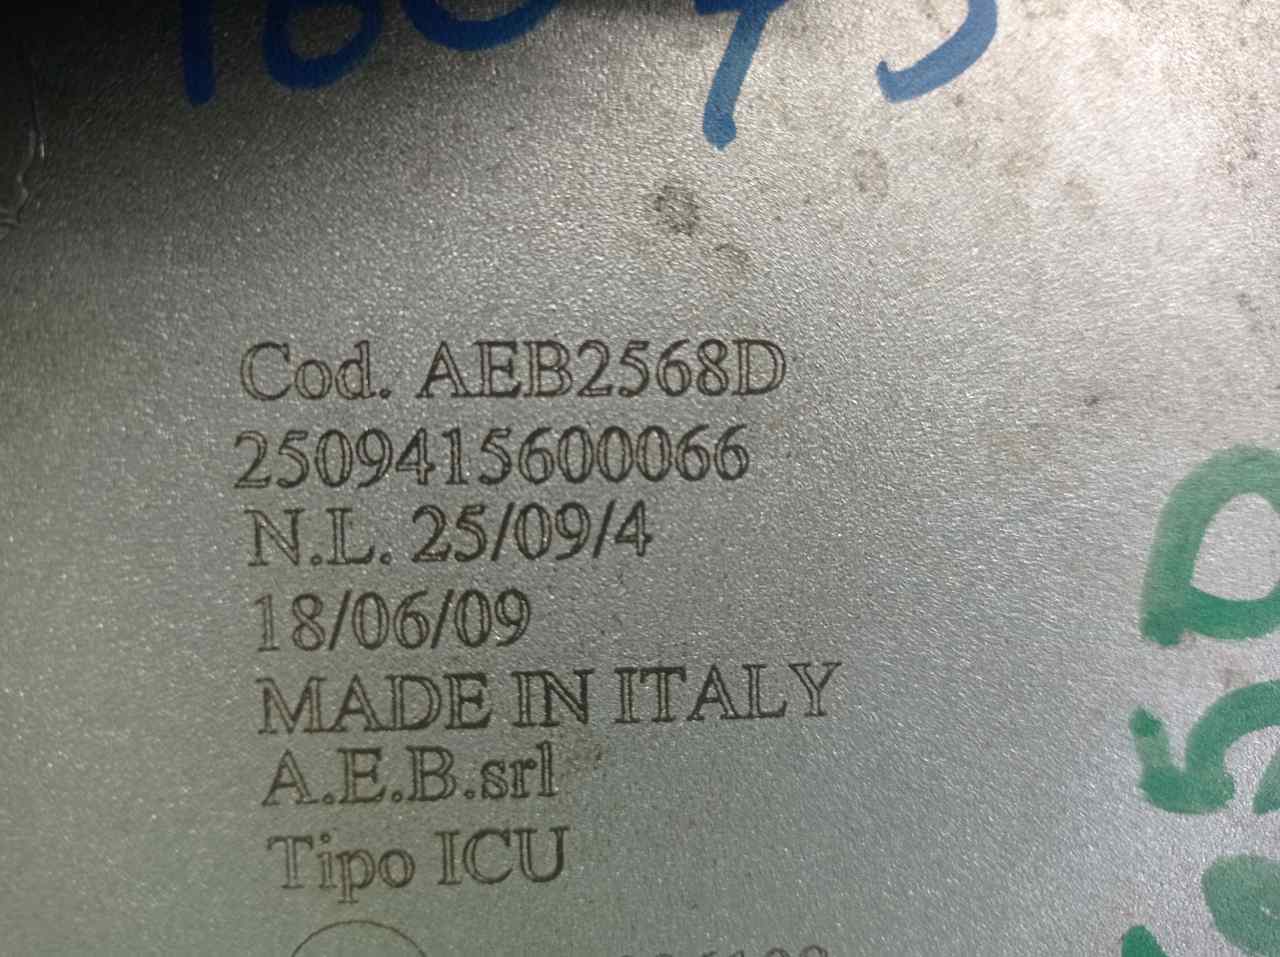 Cod. AEB2568D
2509415600066
N.L. 25/09/4
18/06/09
MADE IN ITALY
A.E.B.srl
Tipo ICU